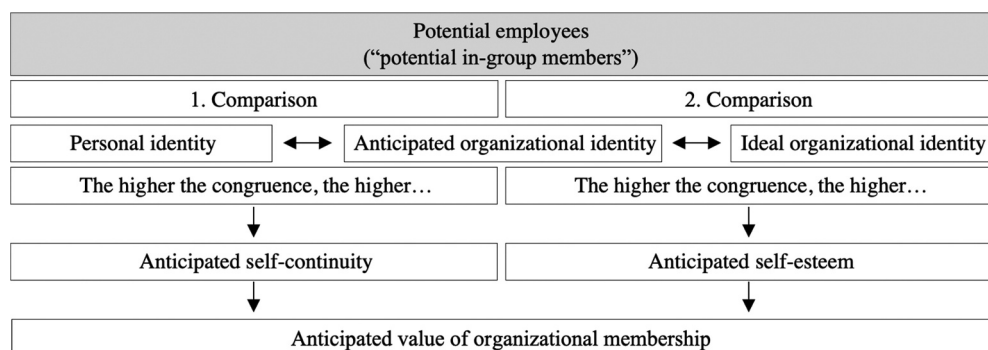 Potential employees
(“potential in-group members”)
1. Comparison
2. Comparison
Personal identity
Anticipated organizational identity
Ideal organizational identity
The higher the congruence, the higher…
The higher the congruence, the higher…
Anticipated self-continuity
Anticipated self-esteem
Anticipated value of organizational membership